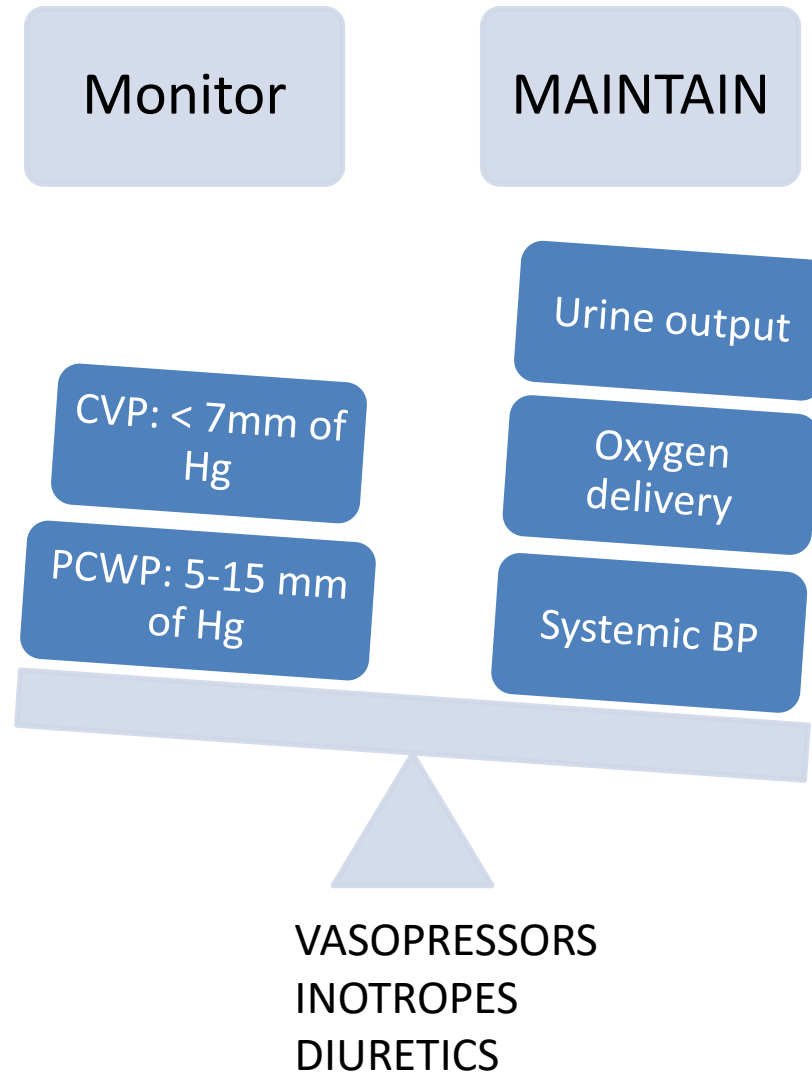 Monitor
MAINTAIN
Urine output
CVP: < 7mm of
Hg
Oxygen
delivery
PCWP: 5-15 mm
of Hg
Systemic BP
VASOPRESSORS
INOTROPES
DIURETICS